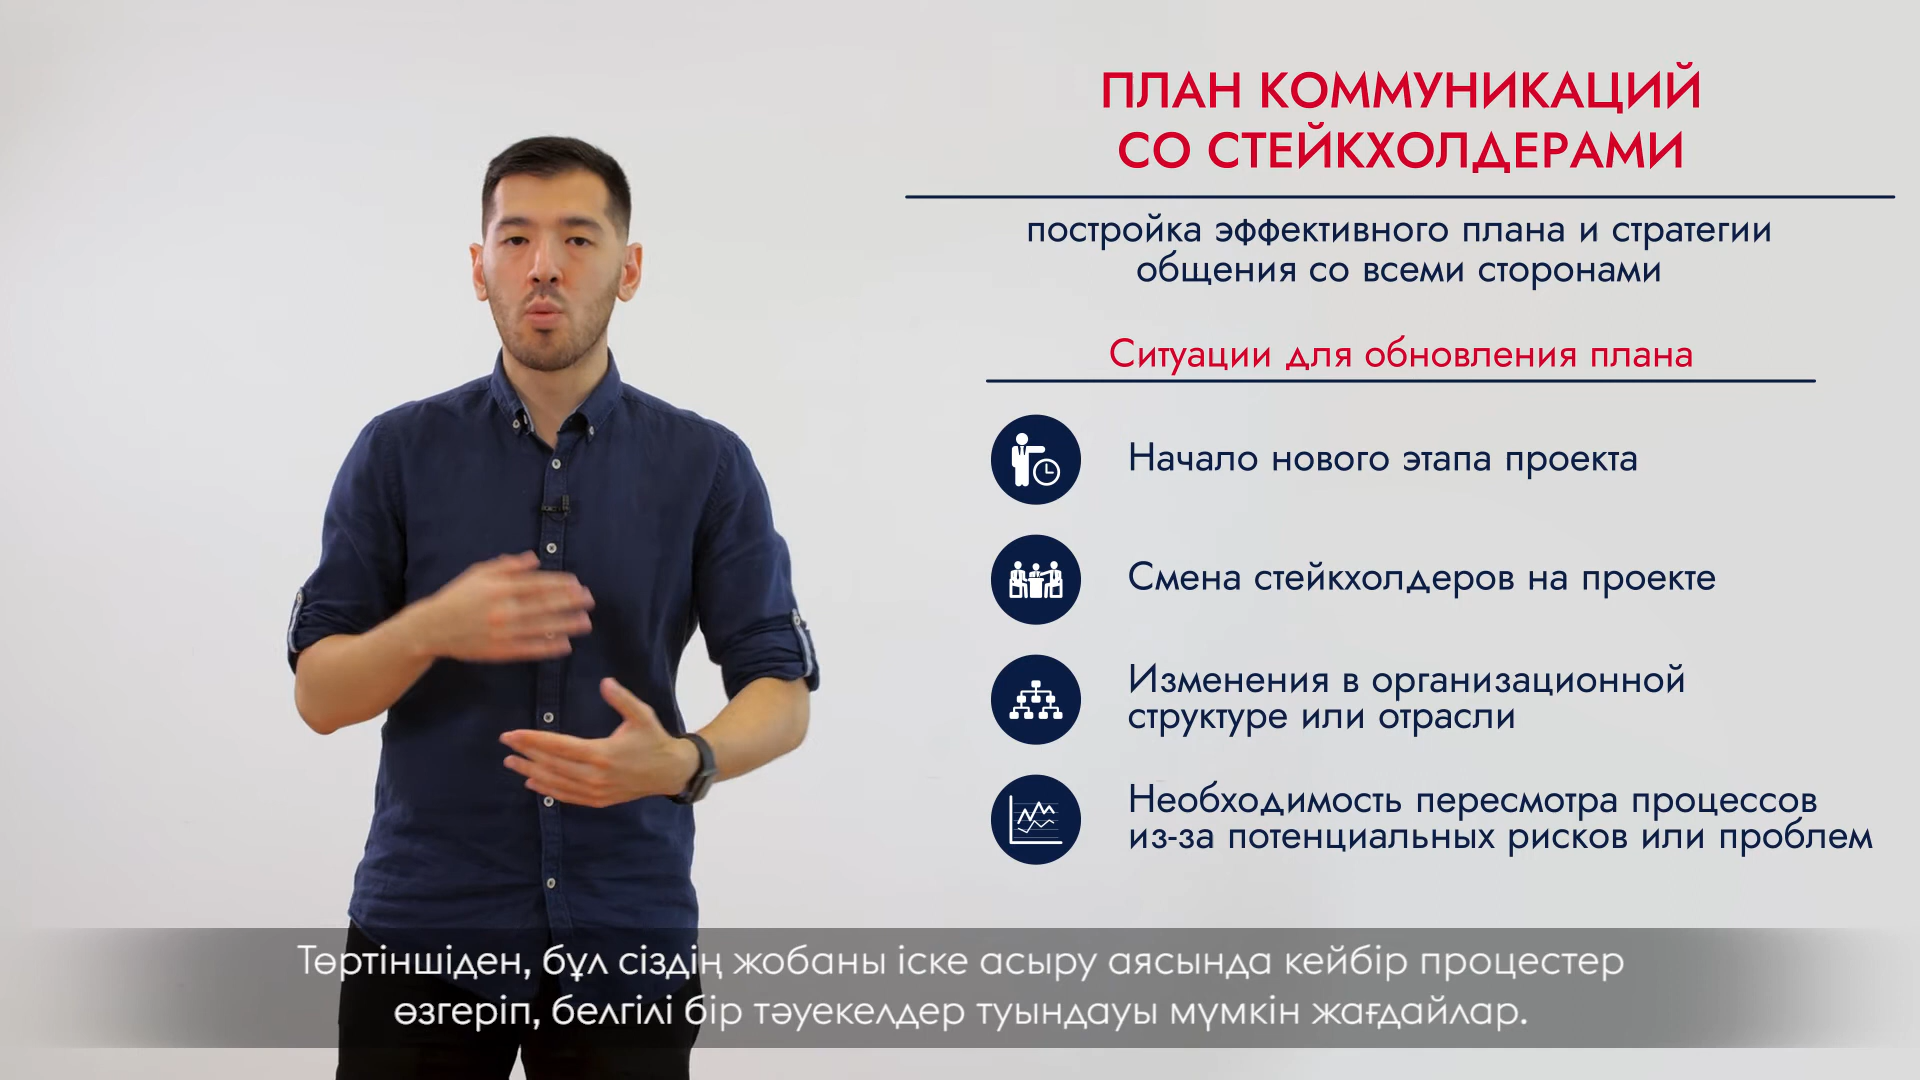 ПЛАН КОММУНИКАЦИЙ
СО СТЕЙКХОЛДЕРАМИ
постройка эффективного плана и стратегии
общения со всеми сторонами
Ситуации для обновления плана
Начало нового этапа проекта
Смена стейкхолдеров на проекте
Изменения в организационной
структуре или отрасли
Необходимость пересмотра процессов
из-за потенциальных рисков или проблем
Төртіншіден, бұл сіздің жобаны іске асыру аясында кейбір процестер
өзгеріп, белгілі бір тәуекелдер туындауы мүмкін жағдайлар.